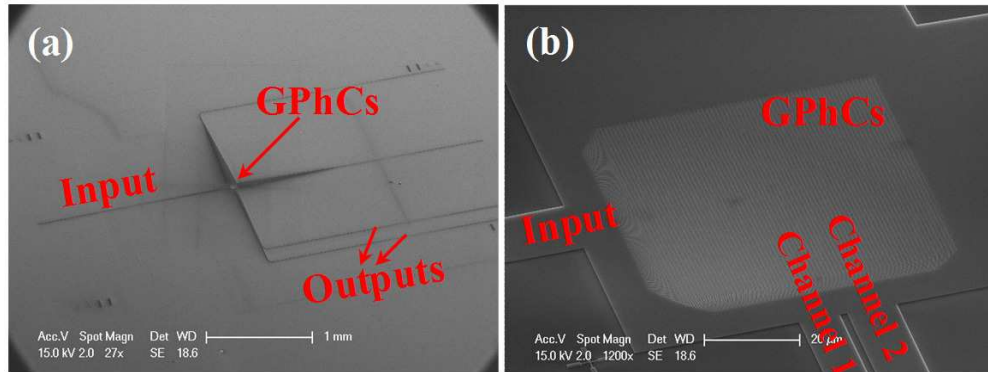 (a)
GPhCs
Input
Outputs
Acc.V Spot Magn Det WD 1 mm
15.0 kV 2.0 27x SE 18.6
(b)
GPhCs
Input
Channel 1
Channel 2
Acc.V Spot Magn Det WD 20 µm
15.0 kV 2.0 1200x SE 18.6